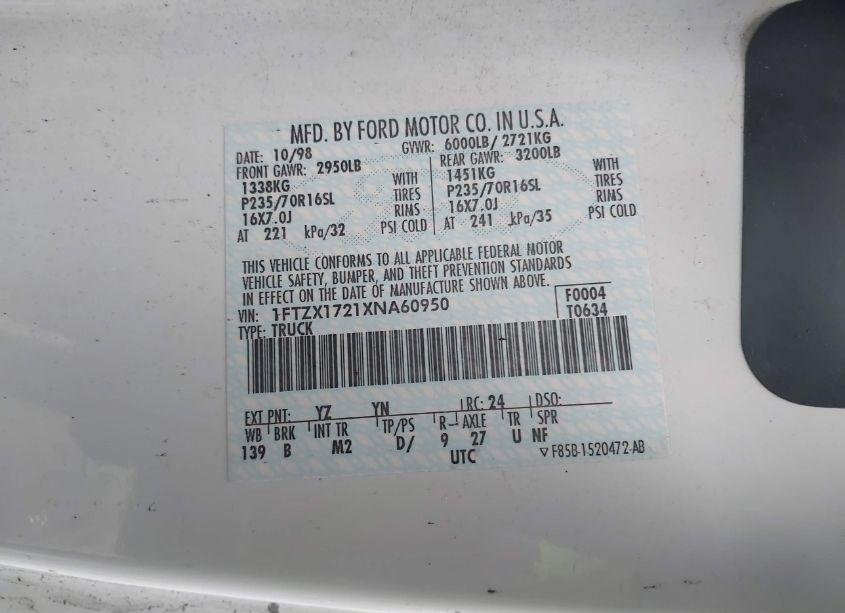 MFD. BY FORD MOTOR CO. IN U.S.A.
DATE: 10/98 GVWR: 6000LB/ 2721KG
FRONT GAWR: 2950LB REAR GAWR: 3200LB
1338KG WITH 1451KG WITH
P235/70R16SL TIRES P235/70R16SL TIRES
16X7.0J RIMS 16X7.0J RIMS
AT 221 kPa/32 PSI COLD AT 241 kPa/35 PSI COLD
THIS VEHICLE CONFORMS TO ALL APPLICABLE FEDERAL MOTOR
VEHICLE SAFETY, BUMPER, AND THEFT PREVENTION STANDARDS
IN EFFECT ON THE DATE OF MANUFACTURE SHOWN ABOVE.
VIN: 1FTZX1721XNA60950 F0004
TYPE: TRUCK T0634
EXT PNT: YZ YN RC: 24 DSO:
WB BRK INT TR TP/PS R AXLE TR SPR
139 B M2 D/ 9 27 U NF
UTC ▽F85B-1520472-AB